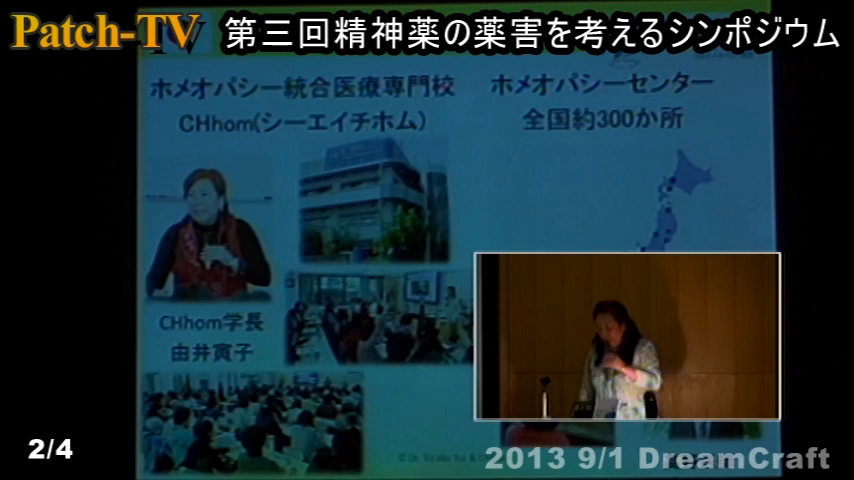 Patch-TV 第三回精神薬の薬害を考えるシンポジウム
ホメオパシー統合医療専門校
CHhom(シーエイチホム)
ホメオパシーセンター
全国約300か所
CHhom学長
由井寅子
2/4
2013 9/1 DreamCraft